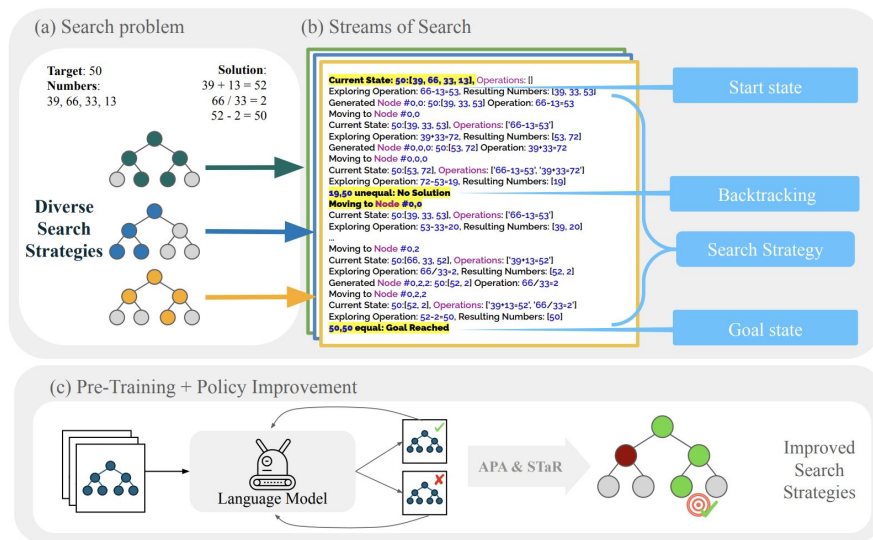 (a) Search problem
Target: 50
Numbers:
39, 66, 33, 13
Solution:
39 + 13 = 52
66 / 33 = 2
52 - 2 = 50
Diverse
Search
Strategies
(b) Streams of Search
Current State: 50:[39, 66, 33, 13], Operations: []
Exploring Operation: 66-13=53, Resulting Numbers: [39, 33, 53]
Generated Node #0,0: 50:[39, 33, 53] Operation: 66-13=53
Moving to Node #0,0
Current State: 50:[39, 33, 53], Operations: ['66-13=53']
Exploring Operation: 39+33=72, Resulting Numbers: [53, 72]
Generated Node #0,0,0: 50:[53, 72] Operation: 39+33=72
Moving to Node #0,0,0
Current State: 50:[53, 72], Operations: ['66-13=53', '39+33=72']
Exploring Operation: 72-53=19, Resulting Numbers: [19]
19,50 unequal: No Solution
Moving to Node #0,0
Current State: 50:[39, 33, 53], Operations: ['66-13=53']
Exploring Operation: 53-33=20, Resulting Numbers: [39, 20]
...
Moving to Node #0,2
Current State: 50:[66, 33, 52], Operations: ['39+13=52']
Exploring Operation: 66/33=2, Resulting Numbers: [52, 2]
Generated Node #0,2,2: 50:[52, 2] Operation: 66/33=2
Moving to Node #0,2,2
Current State: 50:[52, 2], Operations: ['39+13=52', '66/33=2']
Exploring Operation: 52-2=50, Resulting Numbers: [50]
50,50 equal: Goal Reached
Start state
Backtracking
Search Strategy
Goal state
(c) Pre-Training + Policy Improvement
Language Model
APA & STaR
Improved
Search
Strategies